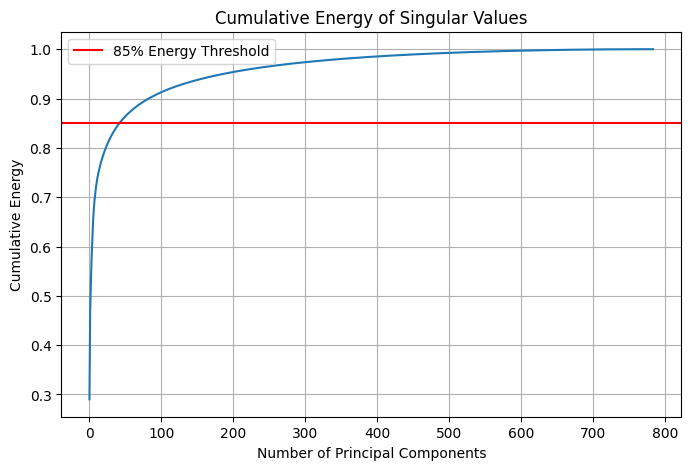 Cumulative Energy of Singular Values
85% Energy Threshold
Cumulative Energy
1.0
0.9
0.8
0.7
0.6
0.5
0.4
0.3
0 100 200 300 400 500 600 700 800
Number of Principal Components